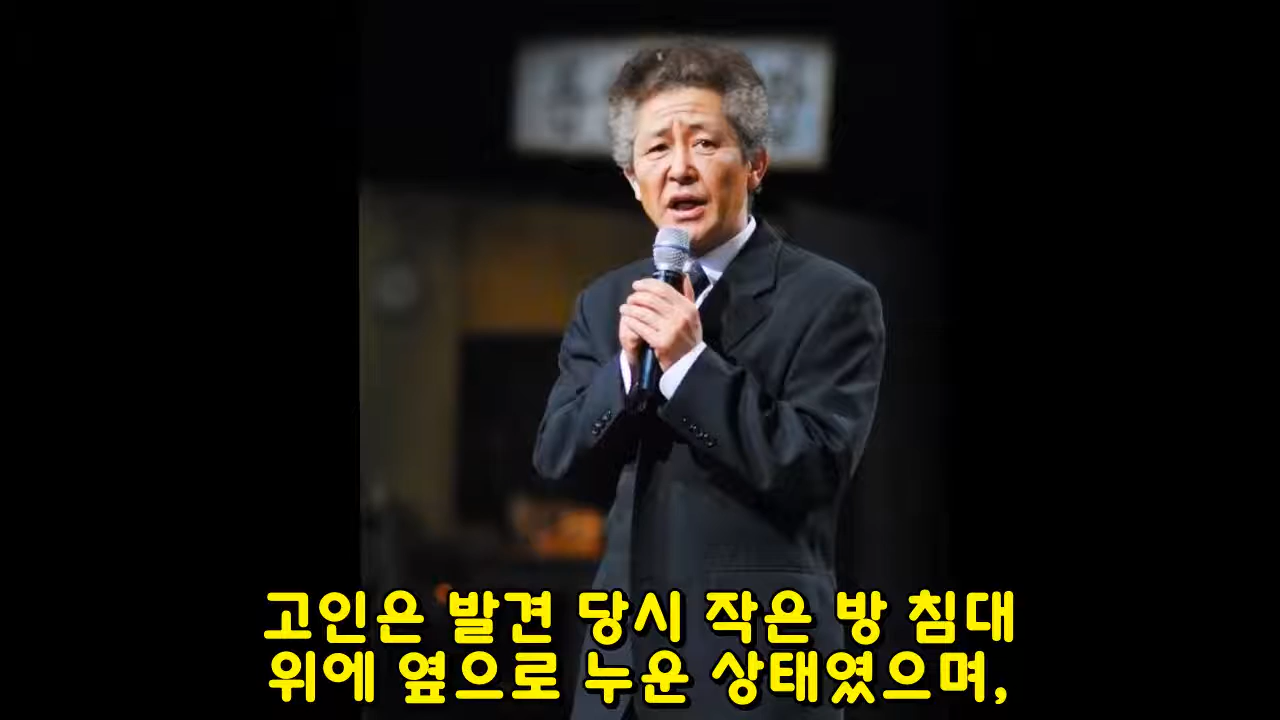 고인은 발견 당시 작은 방 침대
위에 옆으로 누운 상태였으며,